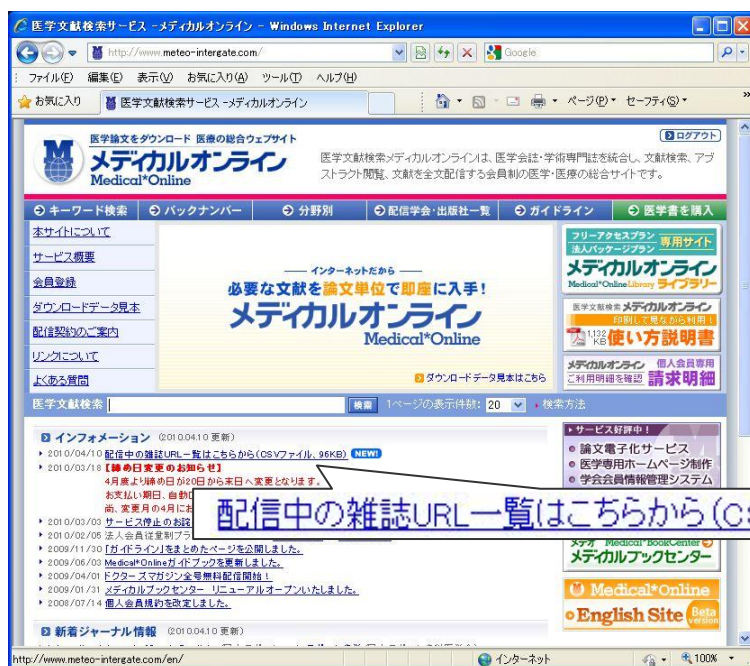 医学文献検索サービス -メディカルオンライン - Windows Internet Explorer
http://www.meteo-intergate.com/
Google
ファイル(F) 編集(E) 表示(V) お気に入り(A) ツール(T) ヘルプ(H)
お気に入り
医学文献検索サービス -メディカルオンライン
ページ(P) セーフティ(S)
ログアウト
医学論文をダウンロード 医療の総合ウェブサイト
メディカルオンライン
Medical*Online
医学文献検索メディカルオンラインは、医学会誌・学術専門誌を統合し、文献検索、アブ
ストラクト閲覧、文献を全文配信する会員制の医学・医療の総合サイトです。
キーワード検索 バックナンバー 分野別 配信学会・出版社一覧 ガイドライン 医学書を購入
本サイトについて
サービス概要
会員登録
ダウンロードデータ見本
配信契約のご案内
リンクについて
よくある質問
インターネットだから
必要な文献を論文単位で即座に入手!
メディカルオンライン
Medical*Online
ダウンロードデータ見本はこちら
フリーアクセスプラン
法人パッケージプラン
専用サイト
メディカルオンライン
Medical*Online Library ライブラリー
医学文献検索 メディカルオンライン
印刷して見ながら利用!
1,132 KB 使い方説明書
メディカルオンライン 個人会員専用
ご利用明細を確認 請求明細
医学文献検索
検索 1ページの表示件数: 20 検索方法
インフォメーション (2010.04.10 更新)
2010/04/10 配信中の雑誌URL一覧はこちらから(CSVファイル、96KB) NEW!
2010/03/18 【締め日変更のお知らせ】
4月度より締め日が20日から末日へ変更となります。
お支払い期日、自動
尚、変更月の4月にお
2010/03/03 サービス停止のお詫
2010/02/05 法人会員従量制プラ
2009/11/30 「ガイドライン」をまとめたページを公開しました。
2009/06/03 Medical*Onlineガイドブックを更新しました。
2009/04/01 ドクターズマガジン全号無料配信開始!
2009/01/31 メディカルブックセンター リニューアルオープンいたしました。
2008/07/14 個人会員規約を改定しました。
配信中の雑誌URL一覧はこちらから(CS
サービス好評中!
論文電子化サービス
医学専用ホームページ制作
学会会員情報管理システム
メテオ Medical*BookCenter
メディカルブックセンター
Medical*Online
English Site Beta version
新着ジャーナル情報 (2010.04.10 更新)
http://www.meteo-intergate.com/en/
インターネット
100%